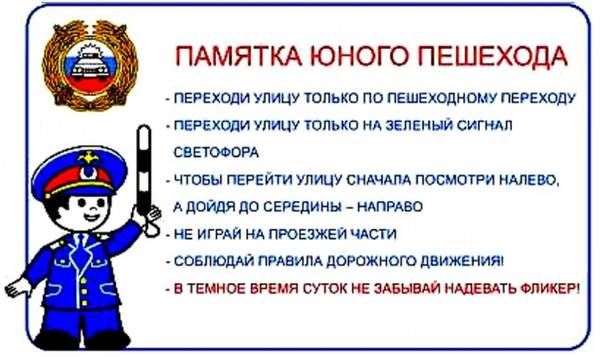 ПАМЯТКА ЮНОГО ПЕШЕХОДА
- ПЕРЕХОДИ УЛИЦУ ТОЛЬКО ПО ПЕШЕХОДНОМУ ПЕРЕХОДУ
- ПЕРЕХОДИ УЛИЦУ ТОЛЬКО НА ЗЕЛЕНЫЙ СИГНАЛ
СВЕТОФОРА
- ЧТОБЫ ПЕРЕЙТИ УЛИЦУ СНАЧАЛА ПОСМОТРИ НАЛЕВО,
А ДОЙДЯ ДО СЕРЕДИНЫ – НАПРАВО
- НЕ ИГРАЙ НА ПРОЕЗЖЕЙ ЧАСТИ
- СОБЛЮДАЙ ПРАВИЛА ДОРОЖНОГО ДВИЖЕНИЯ!
- В ТЕМНОЕ ВРЕМЯ СУТОК НЕ ЗАБЫВАЙ НАДЕВАТЬ ФЛИКЕР!